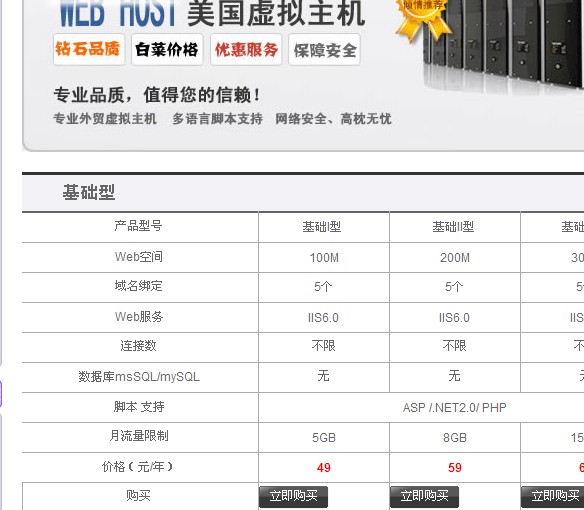 WEB HOST 美国虚拟主机
倾情推荐
钻石品质 白菜价格 优惠服务 保障安全
专业品质，值得您的信赖！
专业外贸虚拟主机 多语言脚本支持 网络安全、高枕无忧
基础型
产品型号 基础I型 基础II型 基础
Web空间 100M 200M 30
域名绑定 5个 5个 5
Web服务 IIS6.0 IIS6.0 IIS
连接数 不限 不限 不
数据库msSQL/mySQL 无 无
脚本 支持 ASP /.NET2.0/ PHP
月流量限制 5GB 8GB 15
价格（元/年） 49 59 6
购买 立即购买 立即购买 立即购买